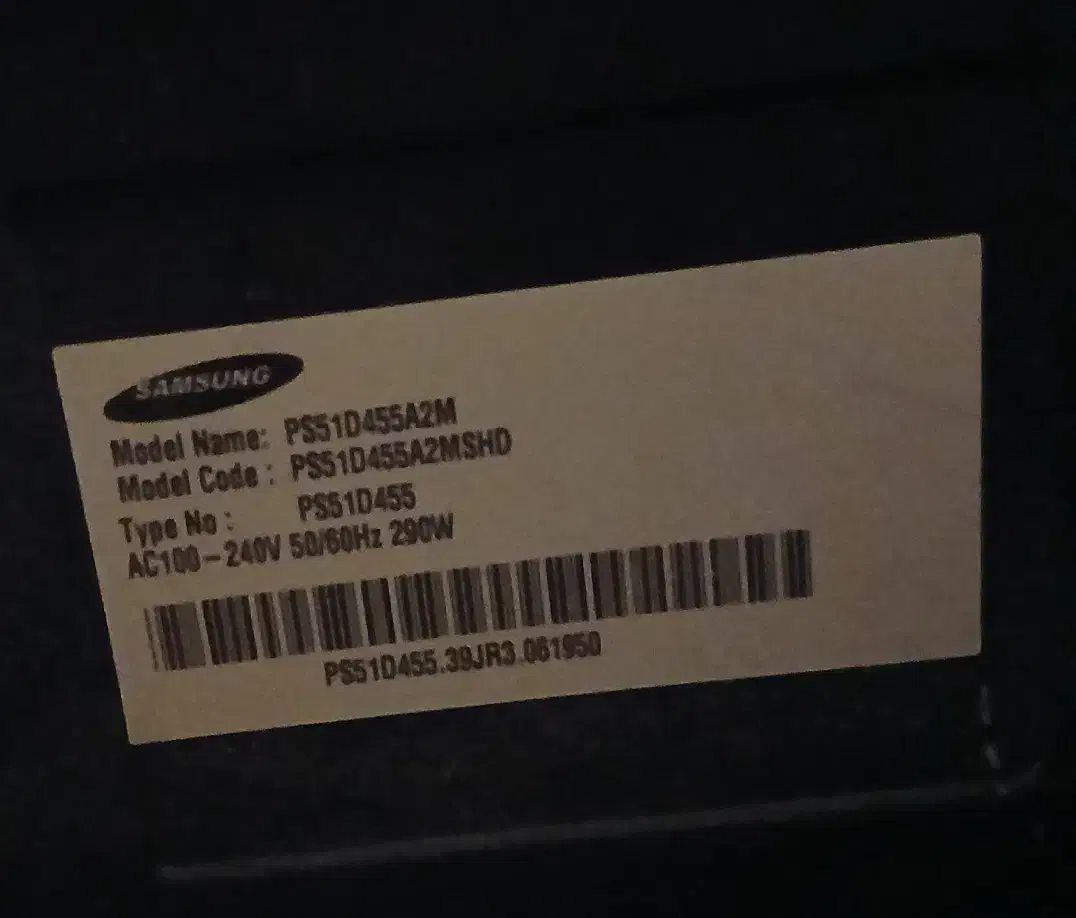 SAMSUNG
Model Name: PS51D455A2M
Model Code : PS51D455A2MSHD
Type No : PS51D455
AC100-240V 50/60Hz 290W
PS51D455.39JR3.061950